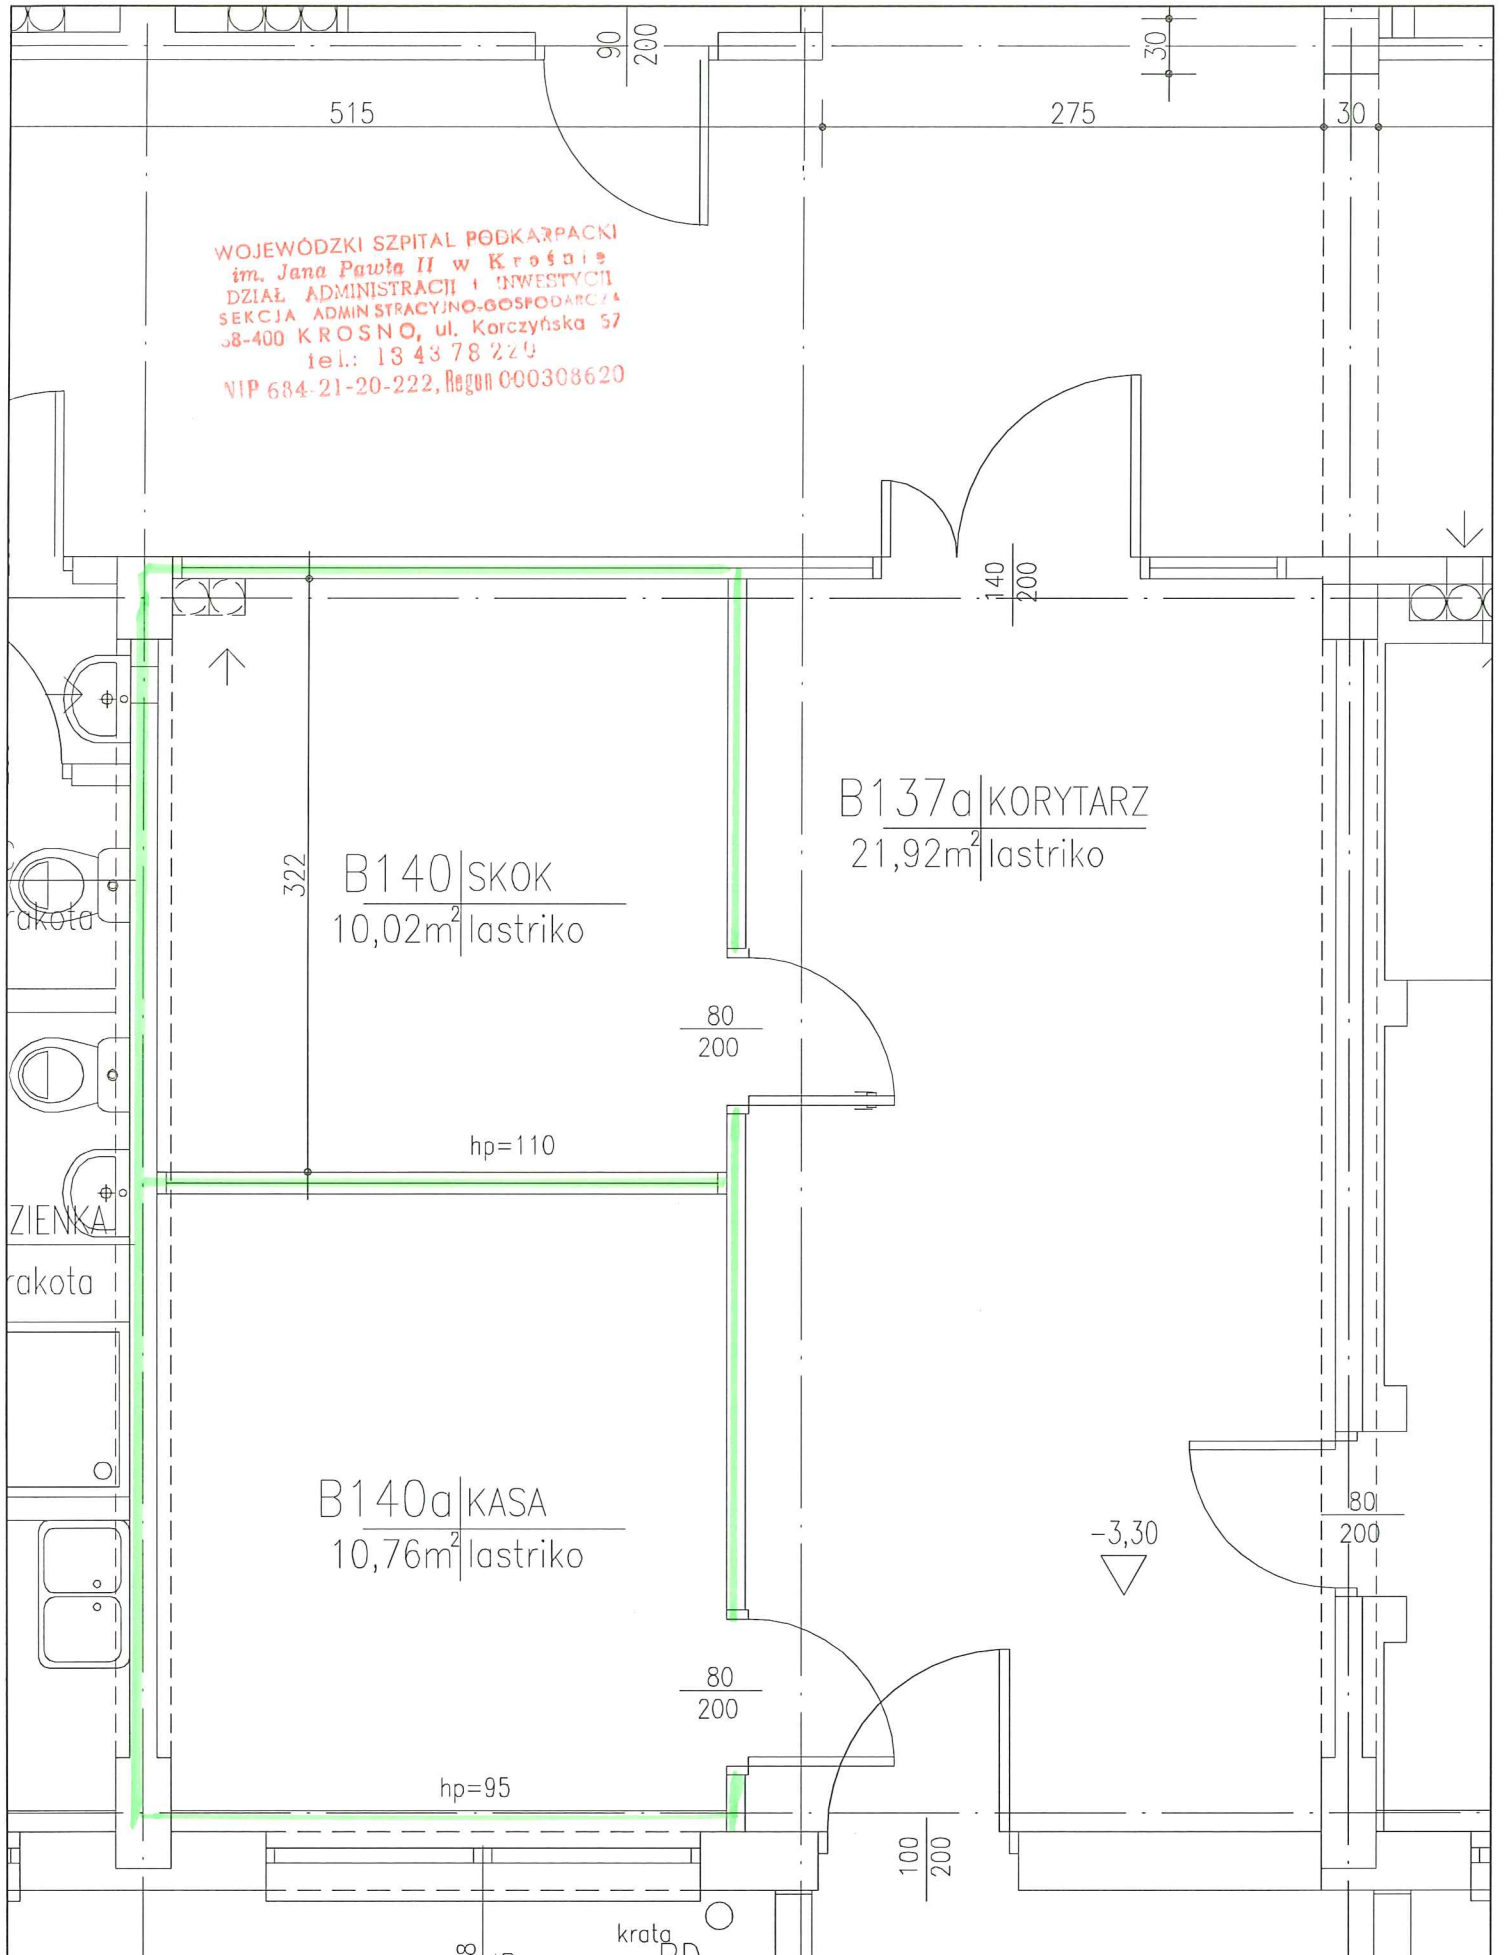 90
200
30
515
275
30
WOJEWÓDZKI SZPITAL PODKARPACKI
im. Jana Pawła II w Krośnie
DZIAŁ ADMINISTRACJI I INWESTYCJI
SEKCJA ADMINISTRACYJNO-GOSPODARCZA
38-400 KROSNO, ul. Korczyńska 57
tel.: 13 43 78 220
NIP 684-21-20-222, Regon 000308620
140
200
B137a KORYTARZ
21,92m² lastriko
322
B140 SKOK
10,02m² lastriko
akota
80
200
hp=110
ZIENKA
akota
B140a KASA
10,76m² lastriko
-3,30
80
200
80
200
hp=95
100
200
krata